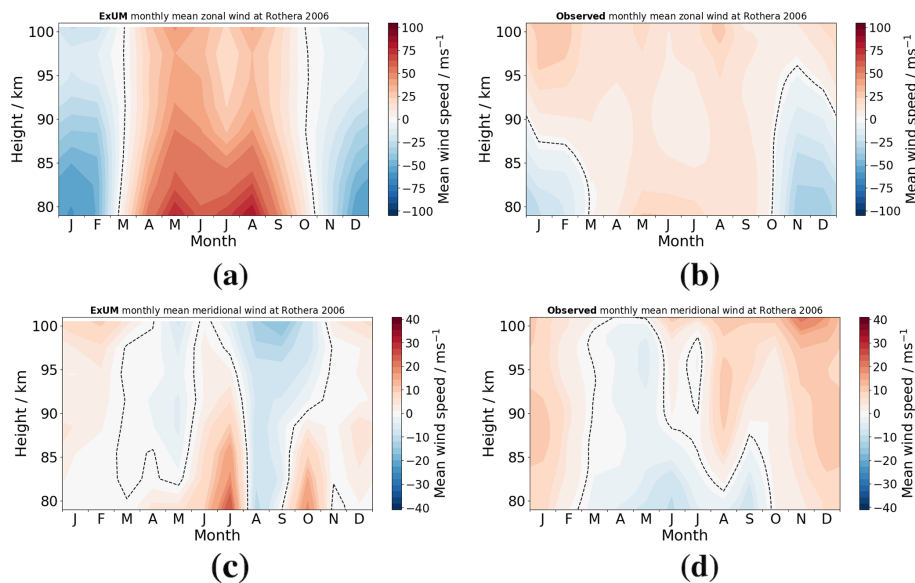 ExUM monthly mean zonal wind at Rothera 2006
100
95
90
85
80
Height / km
J F M A M J J A S O N D
Month
100
75
50
25
0
−25
−50
−75
−100
Mean wind speed / ms⁻¹
(a)
Observed monthly mean zonal wind at Rothera 2006
100
95
90
85
80
Height / km
J F M A M J J A S O N D
Month
100
75
50
25
0
−25
−50
−75
−100
Mean wind speed / ms⁻¹
(b)
ExUM monthly mean meridional wind at Rothera 2006
100
95
90
85
80
Height / km
J F M A M J J A S O N D
Month
40
30
20
10
0
−10
−20
−30
−40
Mean wind speed / ms⁻¹
(c)
Observed monthly mean meridional wind at Rothera 2006
100
95
90
85
80
Height / km
J F M A M J J A S O N D
Month
40
30
20
10
0
−10
−20
−30
−40
Mean wind speed / ms⁻¹
(d)